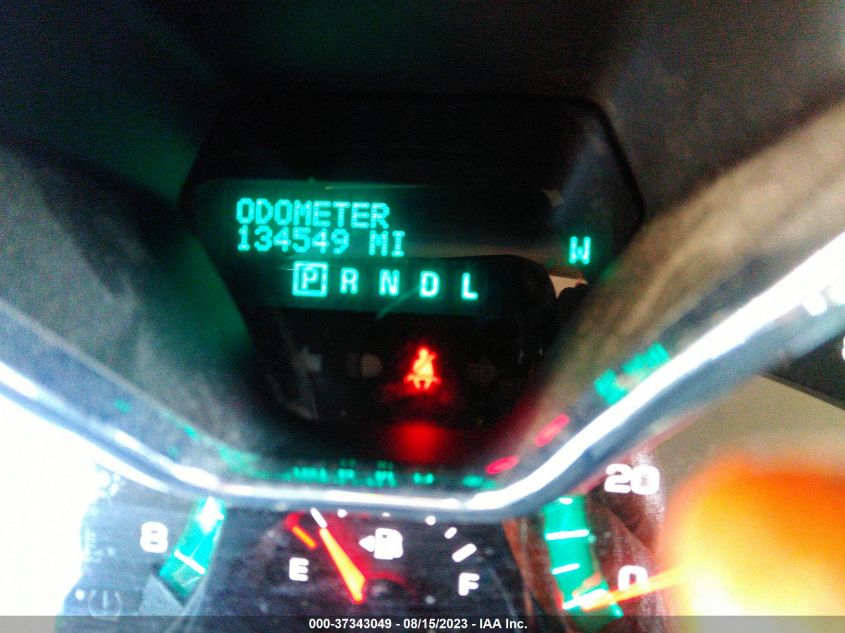 ODOMETER
134549 MI
W
P R N D L
8
E
F
20
0
000-37343049 - 08/15/2023 - IAA Inc.